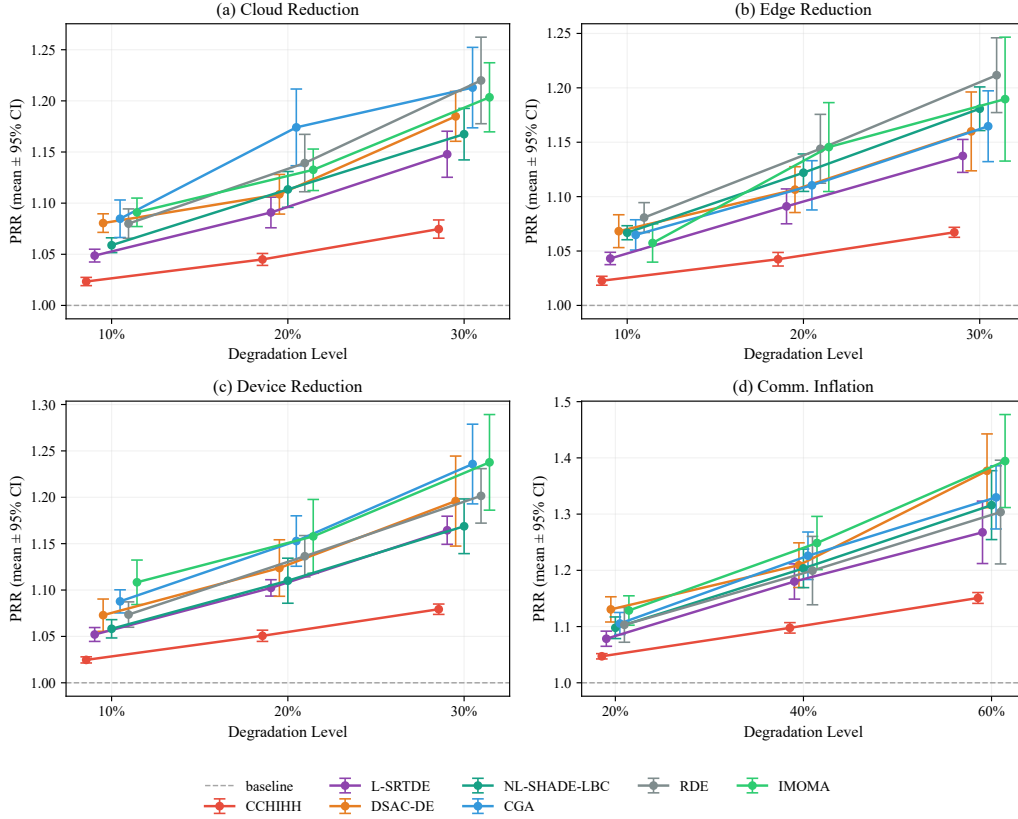 (a) Cloud Reduction
PRR (mean ± 95% CI)
1.25
1.20
1.15
1.10
1.05
1.00
10%
20%
30%
Degradation Level
(b) Edge Reduction
PRR (mean ± 95% CI)
1.25
1.20
1.15
1.10
1.05
1.00
10%
20%
30%
Degradation Level
(c) Device Reduction
PRR (mean ± 95% CI)
1.30
1.25
1.20
1.15
1.10
1.05
1.00
10%
20%
30%
Degradation Level
(d) Comm. Inflation
PRR (mean ± 95% CI)
1.5
1.4
1.3
1.2
1.1
1.0
20%
40%
60%
Degradation Level
baseline
CCHIHH
L-SRTDE
DSAC-DE
NL-SHADE-LBC
CGA
RDE
IMOMA